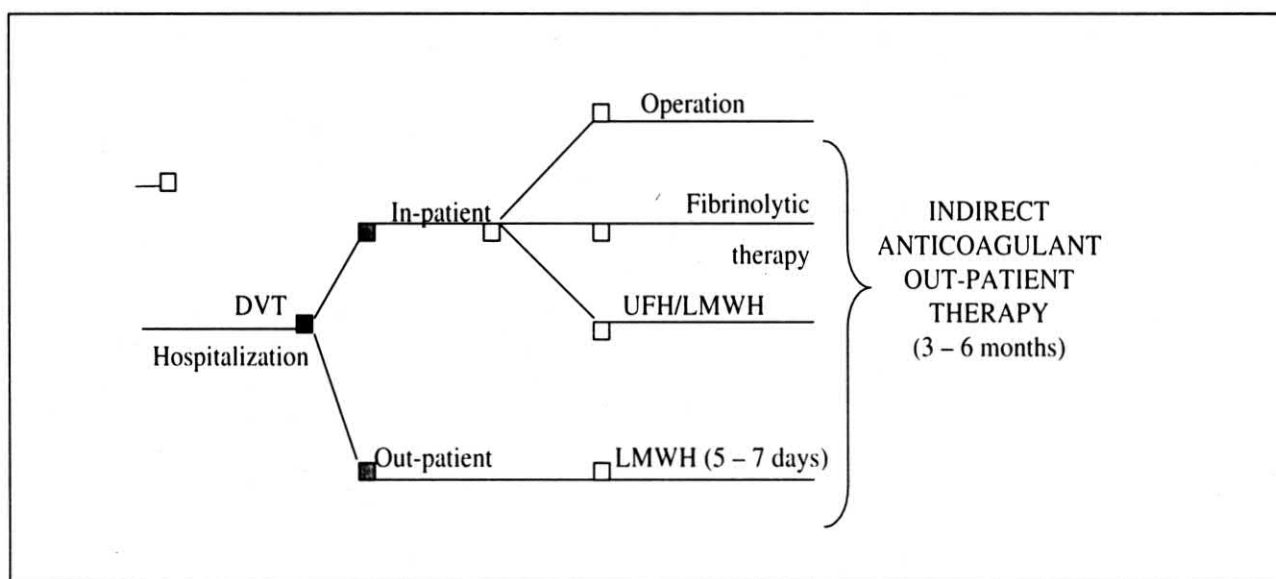 Operation
In-patient
Fibrinolytic
therapy
DVT
Hospitalization
UFH/LMWH
Out-patient
LMWH (5 – 7 days)
INDIRECT
ANTICOAGULANT
OUT-PATIENT
THERAPY
(3 – 6 months)